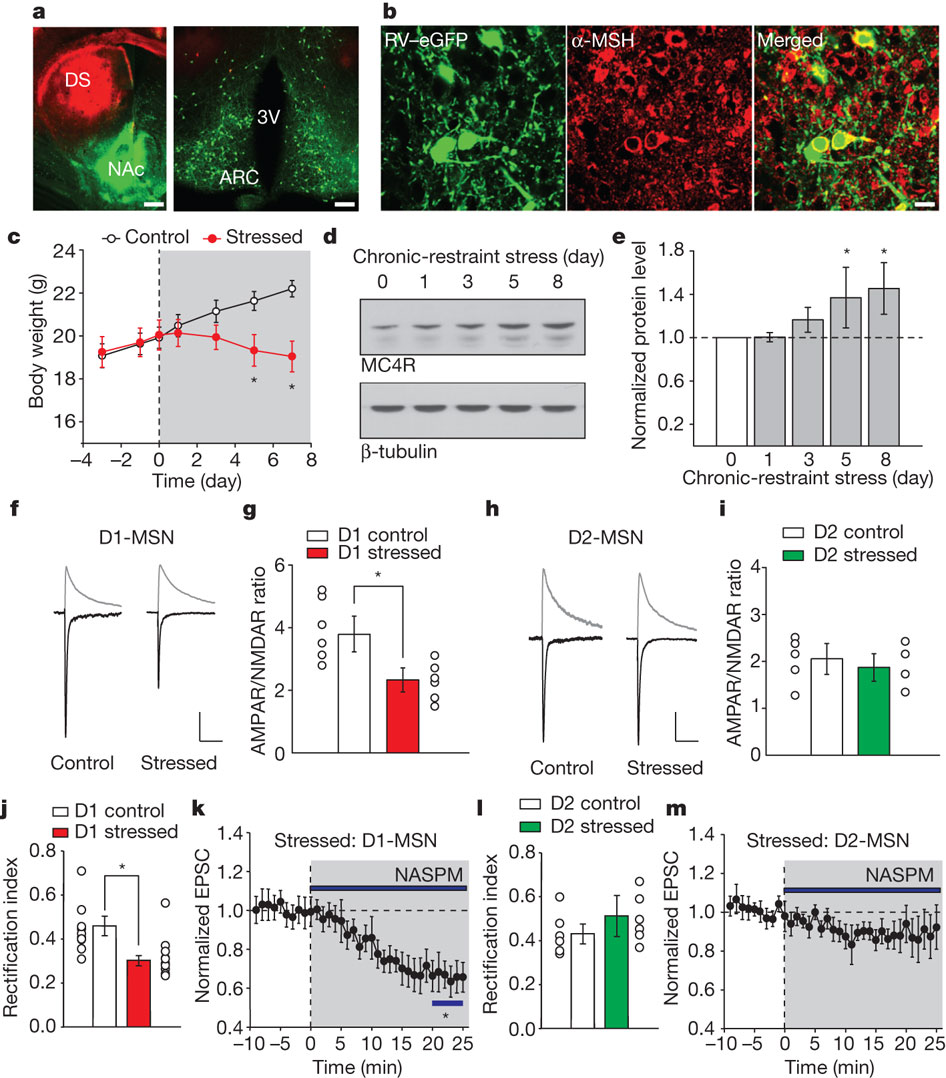 a
DS
NAc
3V
ARC
b
RV–eGFP
α-MSH
Merged
c
Control
Stressed
Body weight (g)
24
22
20
18
16
*
*
−4
−2
0
2
4
6
8
Time (day)
d
Chronic-restraint stress (day)
0 1 3 5 8
MC4R
β-tubulin
e
Normalized protein level
1.8
1.4
1.0
0.6
0.2
*
*
0 1 3 5 8
Chronic-restraint stress (day)
f
D1-MSN
Control
Stressed
g
D1 control
D1 stressed
AMPAR/NMDAR ratio
6
4
2
0
*
h
D2-MSN
Control
Stressed
i
D2 control
D2 stressed
AMPAR/NMDAR ratio
4
3
2
1
0
j
D1 control
D1 stressed
Rectification index
0.8
0.6
0.4
0.2
0.0
*
k
Stressed: D1-MSN
NASPM
Normalized EPSC
1.4
1.2
1.0
0.8
0.6
0.4
*
−10 −5 0 5 10 15 20 25
Time (min)
l
D2 control
D2 stressed
Rectification index
0.8
0.6
0.4
0.2
0.0
m
Stressed: D2-MSN
NASPM
Normalized EPSC
1.4
1.2
1.0
0.8
0.6
0.4
−10 −5 0 5 10 15 20 25
Time (min)